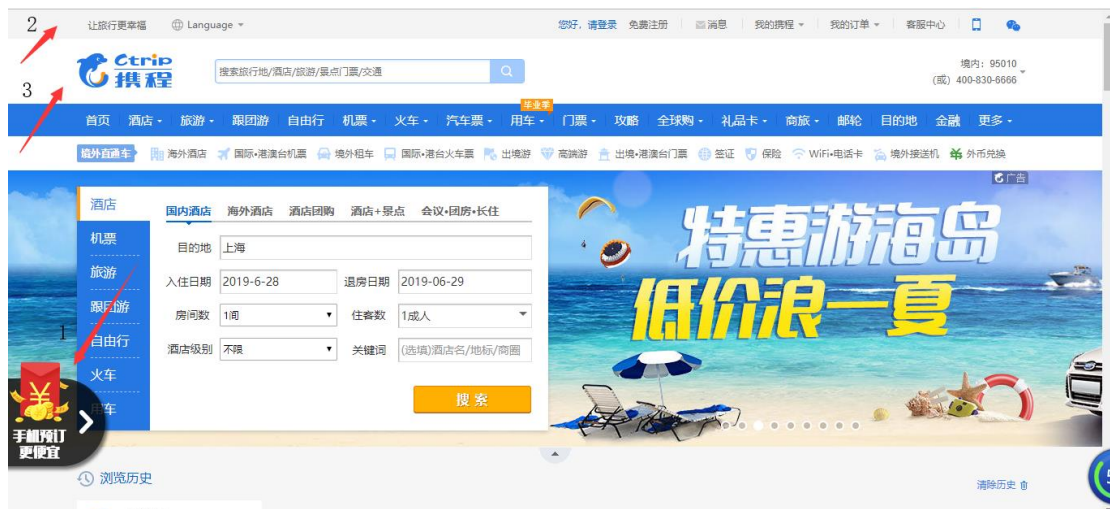 2
让旅行更幸福 Language
您好，请登录 免费注册 消息 我的携程 我的订单 客服中心
3
Ctrip
携程
搜索旅行地/酒店/旅游/景点门票/交通
境内：95010
(或) 400-830-6666
毕业季
首页 酒店 旅游 跟团游 自由行 机票 火车 汽车票 用车 门票 攻略 全球购 礼品卡 商旅 邮轮 目的地 金融 更多
境外直通车 海外酒店 国际•港澳台机票 境外租车 国际•港台火车票 出境游 高端游 出境•港澳台门票 签证 保险 WiFi•电话卡 境外接送机 外币兑换
广告
酒店
机票
旅游
跟团游
自由行
火车
用车
国内酒店 海外酒店 酒店团购 酒店+景点 会议•团房•长住
目的地 上海
入住日期 2019-6-28 退房日期 2019-06-29
房间数 1间 住客数 1成人
酒店级别 不限 关键词 (选填)酒店名/地标/商圈
搜索
特惠游海岛
低价浪一夏
1
手机预订
更便宜
浏览历史
清除历史